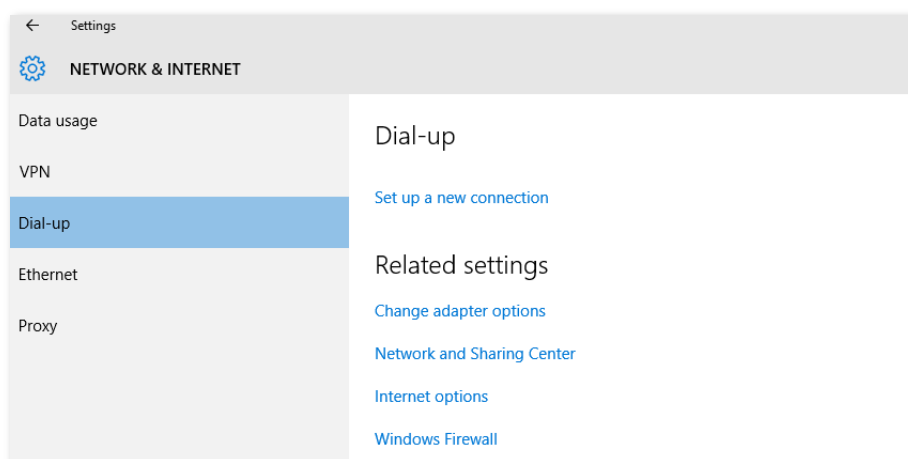 Settings
NETWORK & INTERNET
Data usage
VPN
Dial-up
Ethernet
Proxy
Dial-up
Set up a new connection
Related settings
Change adapter options
Network and Sharing Center
Internet options
Windows Firewall